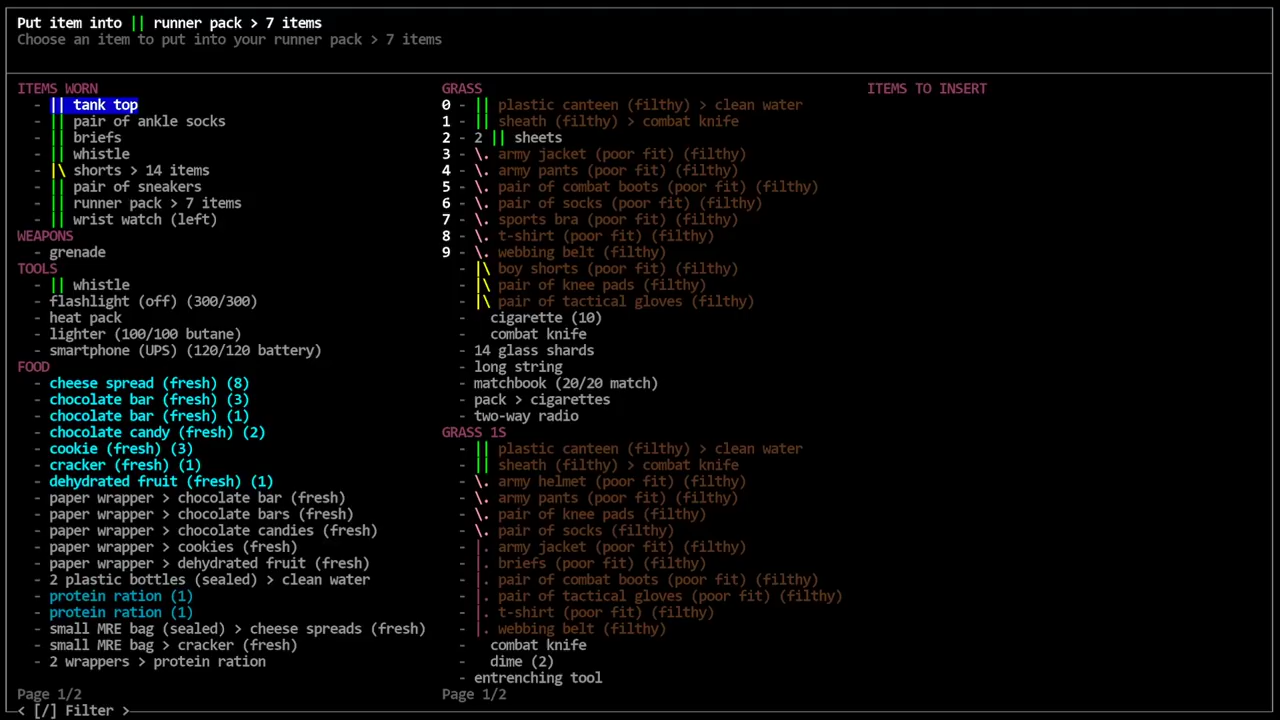 Put item into || runner pack > 7 items
Choose an item to put into your runner pack > 7 items
ITEMS WORN
- || tank top
- || pair of ankle socks
- || briefs
- || whistle
- |\ shorts > 14 items
- || pair of sneakers
- || runner pack > 7 items
- || wrist watch (left)
WEAPONS
- grenade
TOOLS
- || whistle
- flashlight (off) (300/300)
- heat pack
- lighter (100/100 butane)
- smartphone (UPS) (120/120 battery)
FOOD
- cheese spread (fresh) (8)
- chocolate bar (fresh) (3)
- chocolate bar (fresh) (1)
- chocolate candy (fresh) (2)
- cookie (fresh) (3)
- cracker (fresh) (1)
- dehydrated fruit (fresh) (1)
- paper wrapper > chocolate bar (fresh)
- paper wrapper > chocolate bars (fresh)
- paper wrapper > chocolate candies (fresh)
- paper wrapper > cookies (fresh)
- paper wrapper > dehydrated fruit (fresh)
- 2 plastic bottles (sealed) > clean water
- protein ration (1)
- protein ration (1)
- small MRE bag (sealed) > cheese spreads (fresh)
- small MRE bag > cracker (fresh)
- 2 wrappers > protein ration
Page 1/2
< [/] Filter >
GRASS
0 - || plastic canteen (filthy) > clean water
1 - || sheath (filthy) > combat knife
2 - 2 || sheets
3 - \. army jacket (poor fit) (filthy)
4 - \. army pants (poor fit) (filthy)
5 - \. pair of combat boots (poor fit) (filthy)
6 - \. pair of socks (poor fit) (filthy)
7 - \. sports bra (poor fit) (filthy)
8 - \. t-shirt (poor fit) (filthy)
9 - \. webbing belt (filthy)
- |\ boy shorts (poor fit) (filthy)
- |\ pair of knee pads (filthy)
- |\ pair of tactical gloves (filthy)
- cigarette (10)
- combat knife
- 14 glass shards
- long string
- matchbook (20/20 match)
- pack > cigarettes
- two-way radio
GRASS 1S
- || plastic canteen (filthy) > clean water
- || sheath (filthy) > combat knife
- \. army helmet (poor fit) (filthy)
- \. army pants (poor fit) (filthy)
- \. pair of knee pads (filthy)
- \. pair of socks (filthy)
- |. army jacket (poor fit) (filthy)
- |. briefs (poor fit) (filthy)
- |. pair of combat boots (poor fit) (filthy)
- |. pair of tactical gloves (poor fit) (filthy)
- |. t-shirt (poor fit) (filthy)
- |. webbing belt (filthy)
- combat knife
- dime (2)
- entrenching tool
Page 1/2
ITEMS TO INSERT